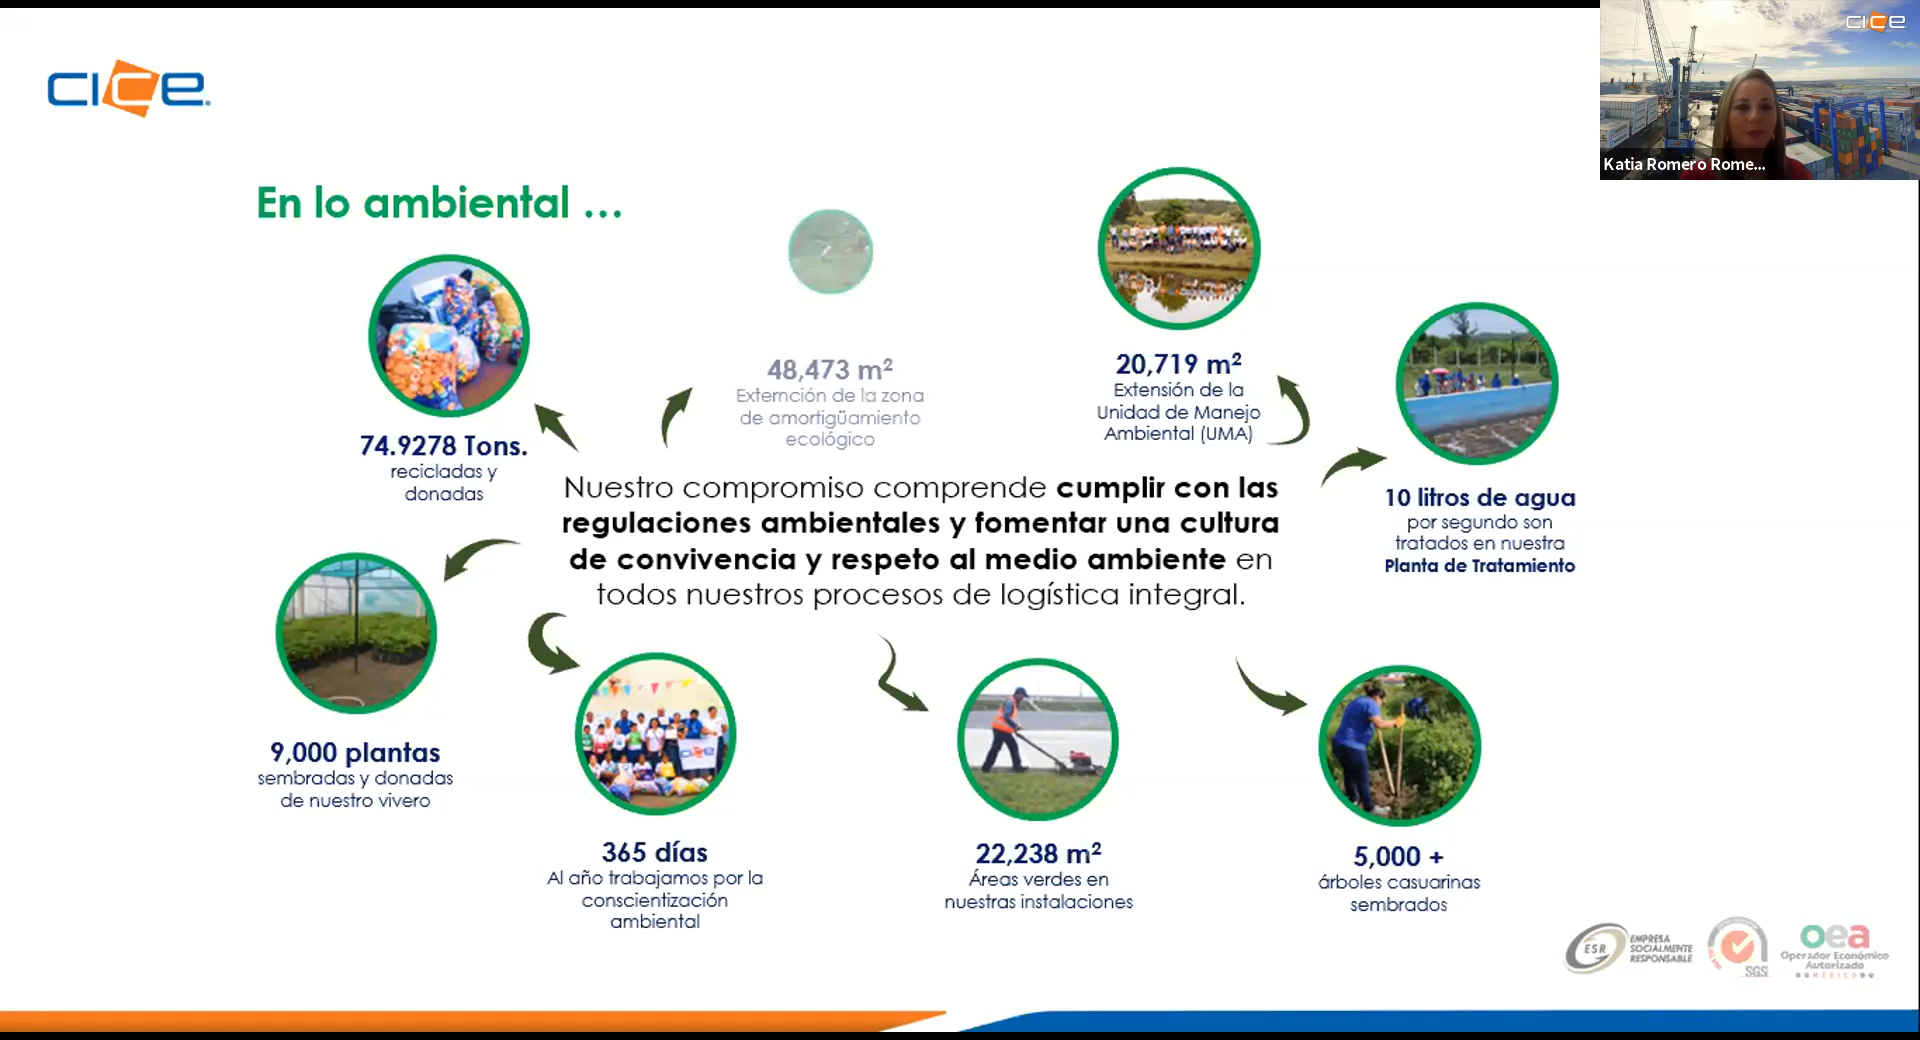 cice
cice
Katia Romero Rome...
En lo ambiental ...
74.9278 Tons.
recicladas y
donadas
48,473 m²
Externción de la zona
de amortigüamiento
ecológico
20,719 m²
Extensión de la
Unidad de Manejo
Ambiental (UMA)
10 litros de agua
por segundo son
tratados en nuestra
Planta de Tratamiento
Nuestro compromiso comprende cumplir con las
regulaciones ambientales y fomentar una cultura
de convivencia y respeto al medio ambiente en
todos nuestros procesos de logística integral.
9,000 plantas
sembradas y donadas
de nuestro vivero
cice
365 días
Al año trabajamos por la
conscientización
ambiental
22,238 m²
Áreas verdes en
nuestras instalaciones
5,000 +
árboles casuarinas
sembrados
ESR
EMPRESA
SOCIALMENTE
RESPONSABLE
SGS
oea
Operador Económico
Autorizado
MÉXICO